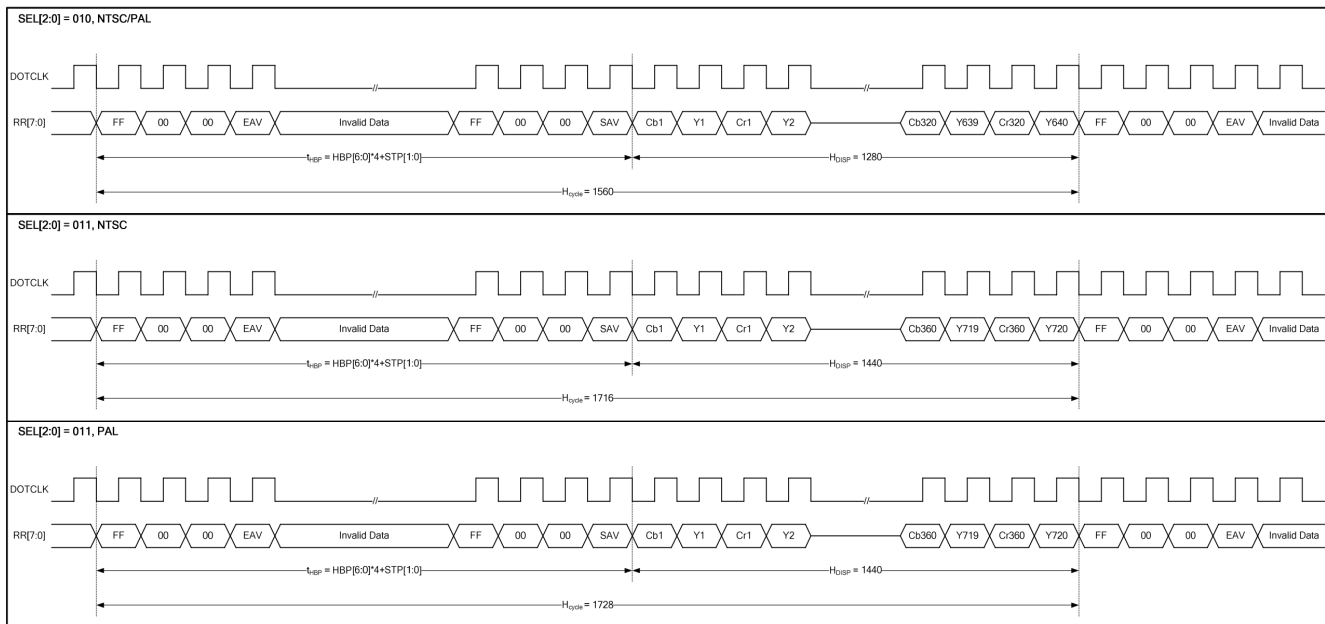 SEL[2:0] = 010, NTSC/PAL
DOTCLK // //
RR[7:0] FF 00 00 EAV Invalid Data FF 00 00 SAV Cb1 Y1 Cr1 Y2 Cb320 Y639 Cr320 Y640 FF 00 00 EAV Invalid Data
tHBP = HBP[6:0]*4+STP[1:0] HDISP = 1280
Hcycle = 1560
SEL[2:0] = 011, NTSC
DOTCLK // //
RR[7:0] FF 00 00 EAV Invalid Data FF 00 00 SAV Cb1 Y1 Cr1 Y2 Cb360 Y719 Cr360 Y720 FF 00 00 EAV Invalid Data
tHBP = HBP[6:0]*4+STP[1:0] HDISP = 1440
Hcycle = 1716
SEL[2:0] = 011, PAL
DOTCLK // //
RR[7:0] FF 00 00 EAV Invalid Data FF 00 00 SAV Cb1 Y1 Cr1 Y2 Cb360 Y719 Cr360 Y720 FF 00 00 EAV Invalid Data
tHBP = HBP[6:0]*4+STP[1:0] HDISP = 1440
Hcycle = 1728